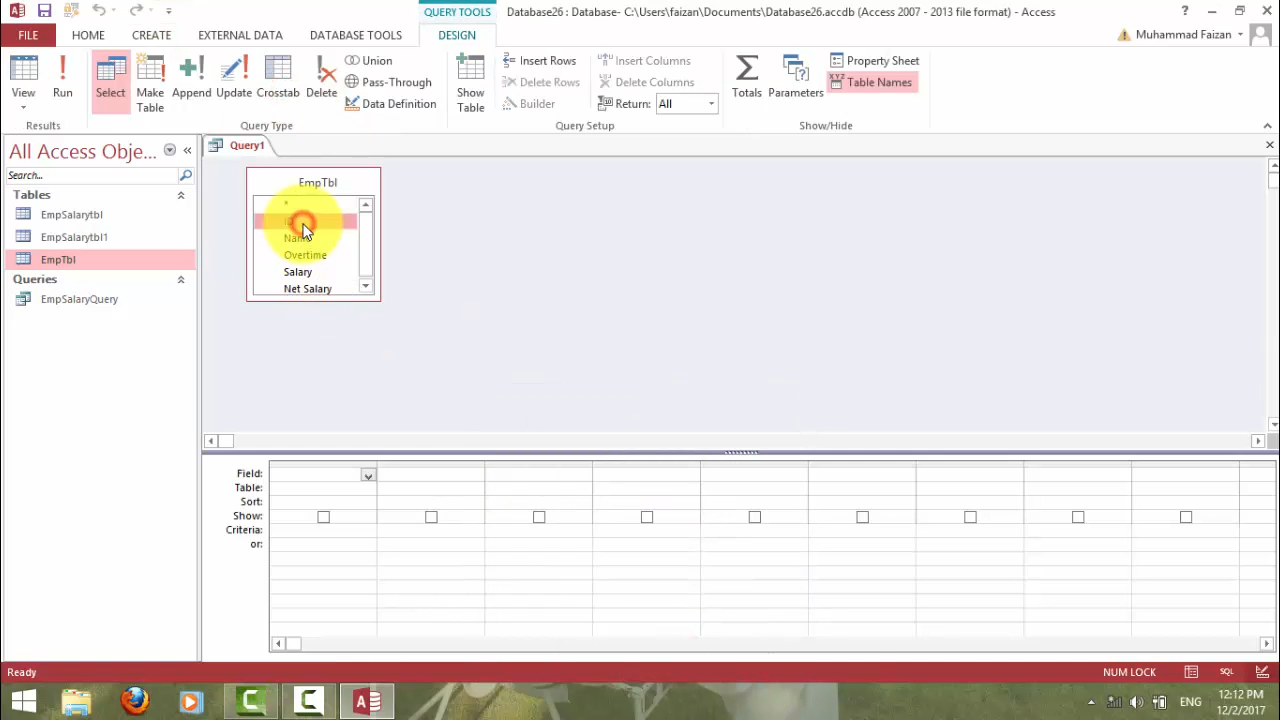 QUERY TOOLS
Database26 : Database- C:\Users\faizan\Documents\Database26.accdb (Access 2007 - 2013 file format) - Access
?
FILE
HOME
CREATE
EXTERNAL DATA
DATABASE TOOLS
DESIGN
Muhammad Faizan
View
Run
Select
Make Table
Append
Update
Crosstab
Delete
Union
Pass-Through
Data Definition
Show Table
Insert Rows
Delete Rows
Builder
Insert Columns
Delete Columns
Return: All
Totals
Parameters
Property Sheet
XYZ Table Names
Results
Query Type
Query Setup
Show/Hide
All Access Obje...
Search...
Tables
EmpSalarytbl
EmpSalarytbl1
EmpTbl
Queries
EmpSalaryQuery
Query1
EmpTbl
*
ID
Name
Overtime
Salary
Net Salary
Field:
Table:
Sort:
Show:
Criteria:
or:
Ready
NUM LOCK
SQL
ENG
12:12 PM
12/2/2017